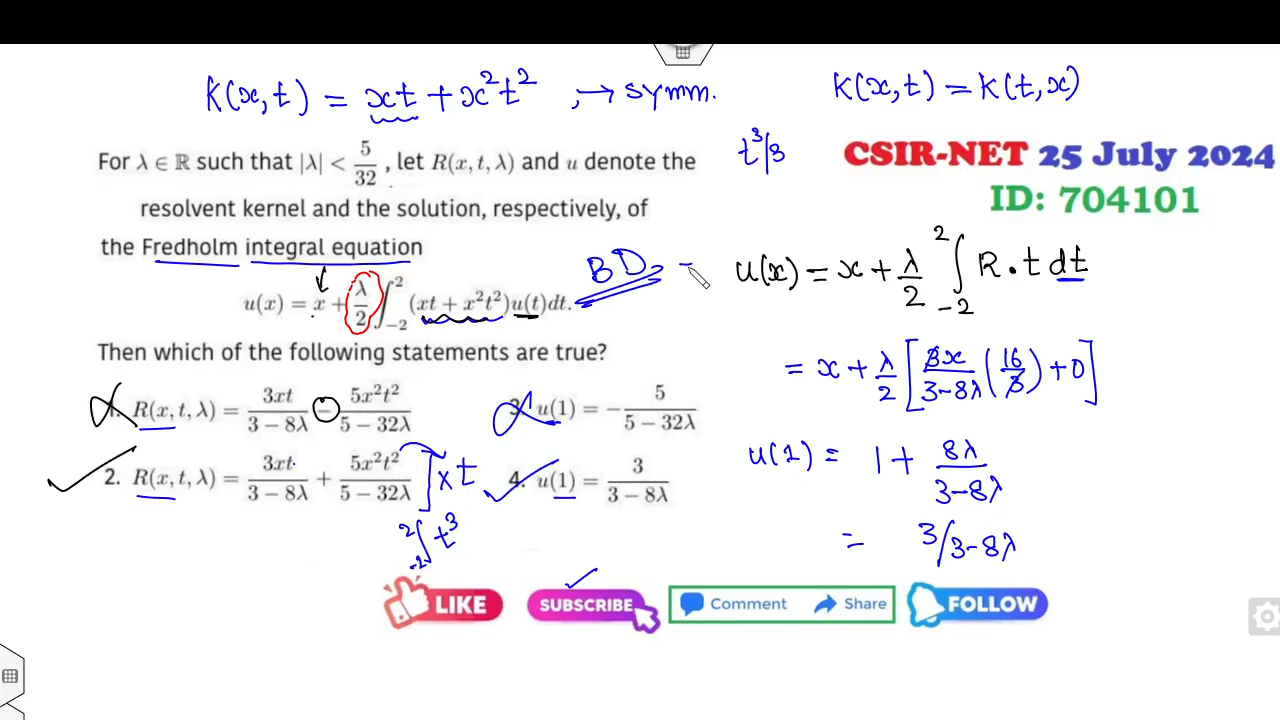 K(x,t) = xt + x²t² , → symm.
K(x,t) = K(t,x)
For λ ∈ ℝ such that |λ| < 5/32 , let R(x, t, λ) and u denote the
resolvent kernel and the solution, respectively, of
the Fredholm integral equation
u(x) = x + λ/2 ∫_{-2}^{2} (xt + x²t²)u(t)dt.
Then which of the following statements are true?
1. R(x, t, λ) = 3xt/(3 − 8λ) − 5x²t²/(5 − 32λ)
3. u(1) = − 5/(5 − 32λ)
2. R(x, t, λ) = 3xt/(3 − 8λ) + 5x²t²/(5 − 32λ)
4. u(1) = 3/(3 − 8λ)
] x t
∫_{-2}^{2} t³
t³/3
CSIR-NET 25 July 2024
ID: 704101
BD
u(x) = x + λ/2 ∫_{-2}^{2} R · t dt
= x + λ/2 [ 3x/(3-8λ) (16/3) + 0 ]
u(1) = 1 + 8λ/(3-8λ)
= 3/3-8λ
LIKE
SUBSCRIBE
Comment
Share
FOLLOW